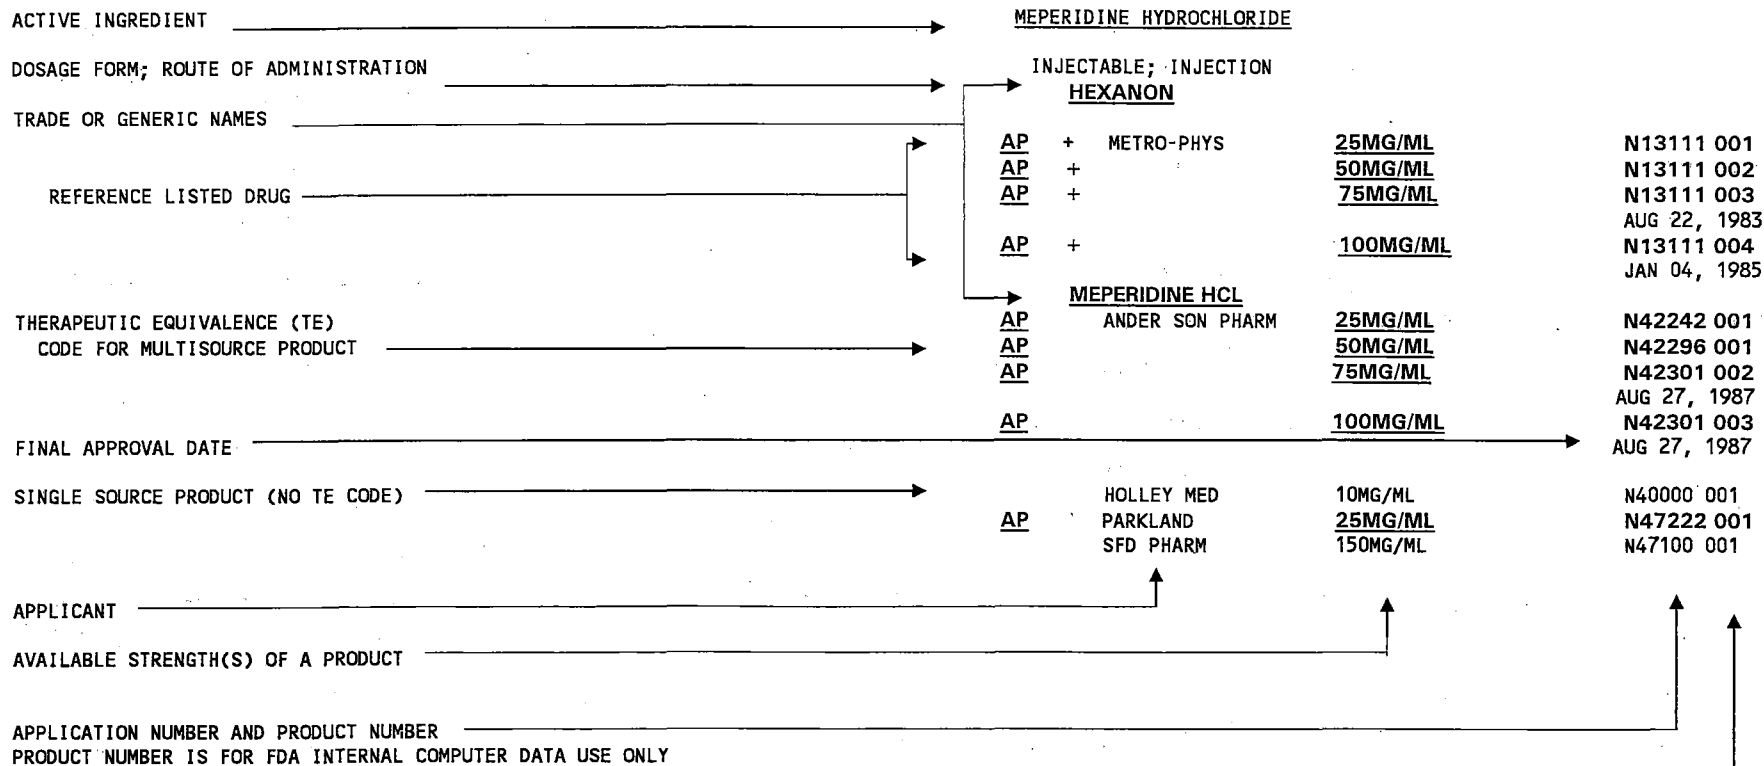 ACTIVE INGREDIENT MEPERIDINE HYDROCHLORIDE
DOSAGE FORM; ROUTE OF ADMINISTRATION INJECTABLE; INJECTION
HEXANON
TRADE OR GENERIC NAMES
AP + METRO-PHYS 25MG/ML N13111 001
AP + 50MG/ML N13111 002
REFERENCE LISTED DRUG AP + 75MG/ML N13111 003
AUG 22, 1983
AP + 100MG/ML N13111 004
JAN 04, 1985
MEPERIDINE HCL
THERAPEUTIC EQUIVALENCE (TE) AP ANDER SON PHARM 25MG/ML N42242 001
CODE FOR MULTISOURCE PRODUCT AP 50MG/ML N42296 001
AP 75MG/ML N42301 002
AUG 27, 1987
AP 100MG/ML N42301 003
FINAL APPROVAL DATE AUG 27, 1987
SINGLE SOURCE PRODUCT (NO TE CODE) HOLLEY MED 10MG/ML N40000 001
AP PARKLAND 25MG/ML N47222 001
SFD PHARM 150MG/ML N47100 001
APPLICANT
AVAILABLE STRENGTH(S) OF A PRODUCT
APPLICATION NUMBER AND PRODUCT NUMBER
PRODUCT NUMBER IS FOR FDA INTERNAL COMPUTER DATA USE ONLY